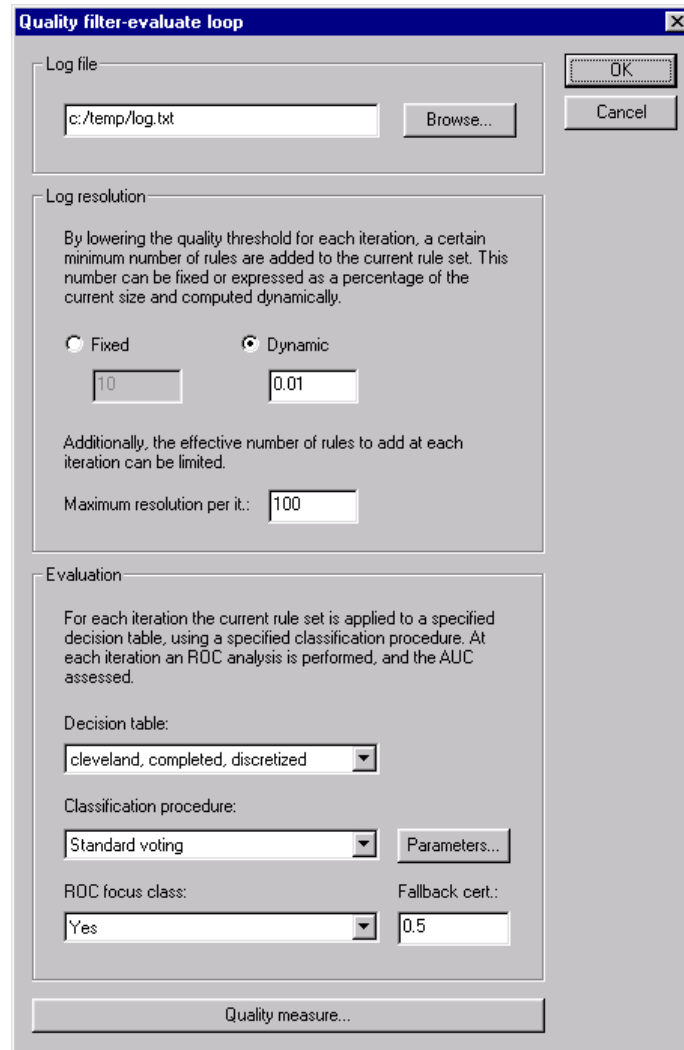 Quality filter-evaluate loop
Log file
OK
c:/temp/log.txt
Browse...
Cancel
Log resolution
By lowering the quality threshold for each iteration, a certain
minimum number of rules are added to the current rule set. This
number can be fixed or expressed as a percentage of the
current size and computed dynamically.
Fixed
Dynamic
10
0.01
Additionally, the effective number of rules to add at each
iteration can be limited.
Maximum resolution per it.:
100
Evaluation
For each iteration the current rule set is applied to a specified
decision table, using a specified classification procedure. At
each iteration an ROC analysis is performed, and the AUC
assessed.
Decision table:
cleveland, completed, discretized
Classification procedure:
Standard voting
Parameters...
ROC focus class:
Fallback cert.:
Yes
0.5
Quality measure...